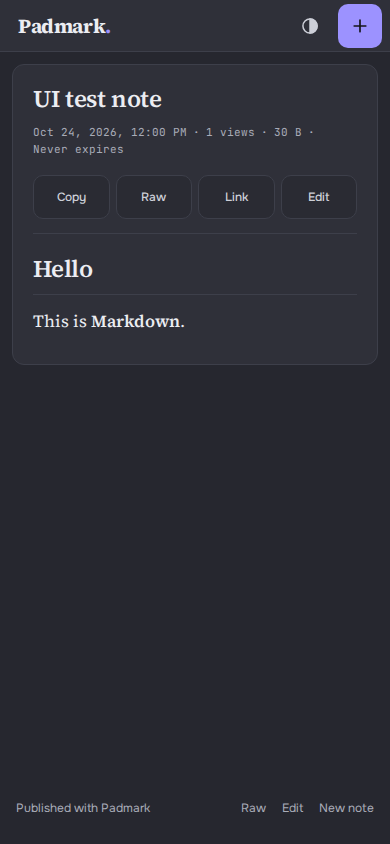 Padmark.
UI test note
Oct 24, 2026, 12:00 PM · 1 views · 30 B ·
Never expires
Copy Raw Link Edit
Hello
This is Markdown.
Published with Padmark Raw Edit New note